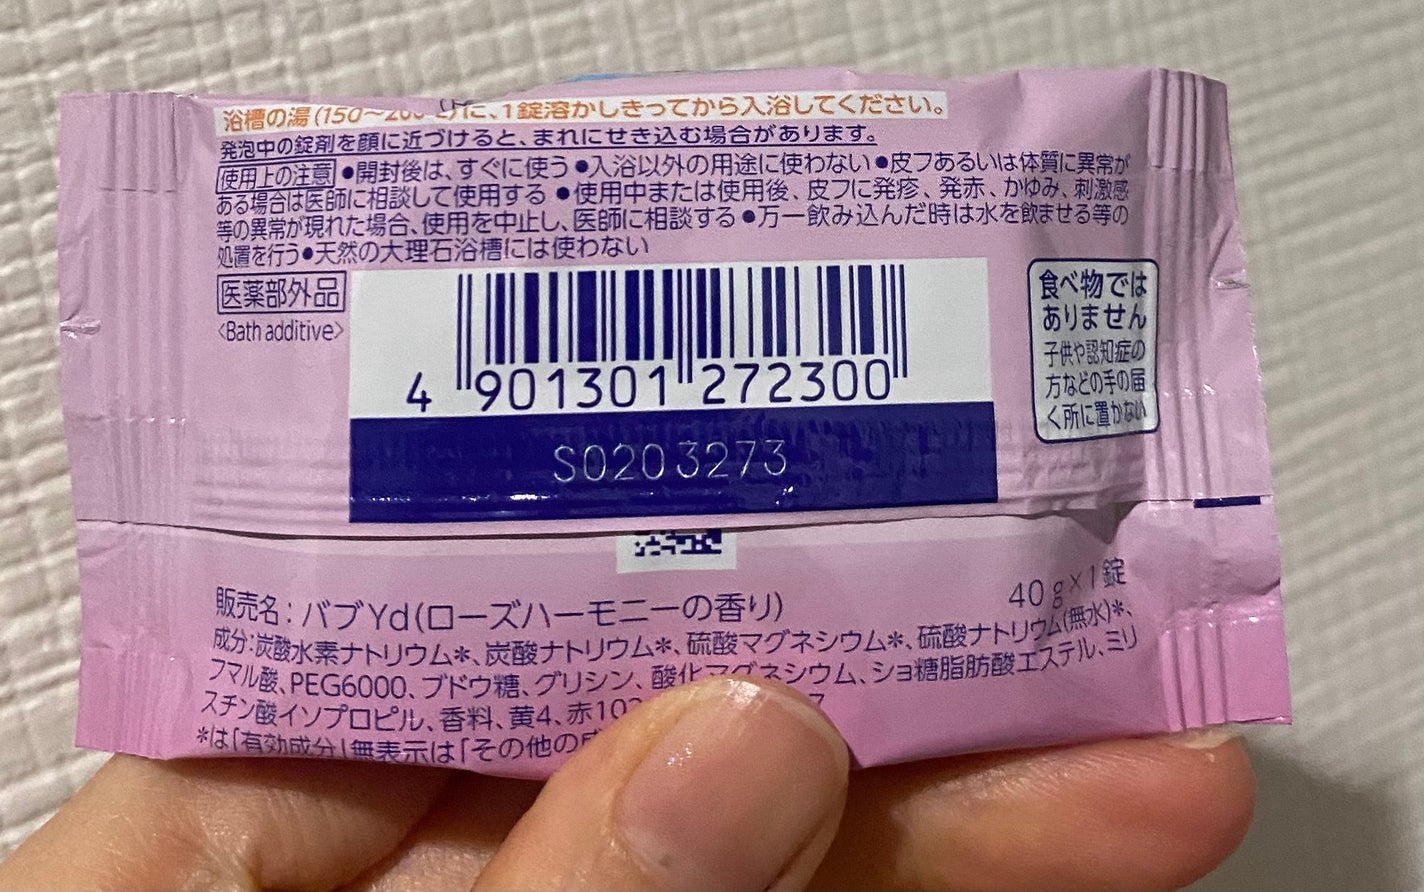 浴槽の湯(150~200L)に、1錠溶かしきってから入浴してください。
発泡中の錠剤を顔に近づけると、まれにせき込む場合があります。
使用上の注意 ●開封後は、すぐに使う●入浴以外の用途に使わない●皮フあるいは体質に異常が
ある場合は医師に相談して使用する ●使用中または使用後、皮フに発疹、発赤、かゆみ、刺激感
等の異常が現れた場合、使用を中止し、医師に相談する●万一飲み込んだ時は水を飲ませる等の
処置を行う●天然の大理石浴槽には使わない
医薬部外品
<Bath additive>
4 901301 272300
S0203273
食べ物では
ありません
子供や認知症の
方などの手の届
く所に置かない
販売名:バブYd(ローズハーモニーの香り)
40g×1錠
成分:炭酸水素ナトリウム*、炭酸ナトリウム*、硫酸マグネシウム*、硫酸ナトリウム(無水)*、
フマル酸、PEG6000、ブドウ糖、グリシン、酸化マグネシウム、ショ糖脂肪酸エステル、ミリ
スチン酸イソプロピル、香料、黄4、赤102 7
*は「有効成分」無表示は「その他の成